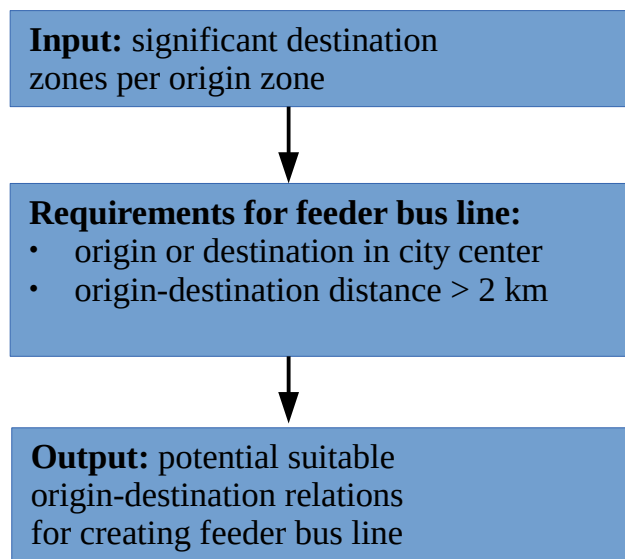 Input: significant destination
zones per origin zone
Requirements for feeder bus line:
• origin or destination in city center
• origin-destination distance > 2 km
Output: potential suitable
origin-destination relations
for creating feeder bus line